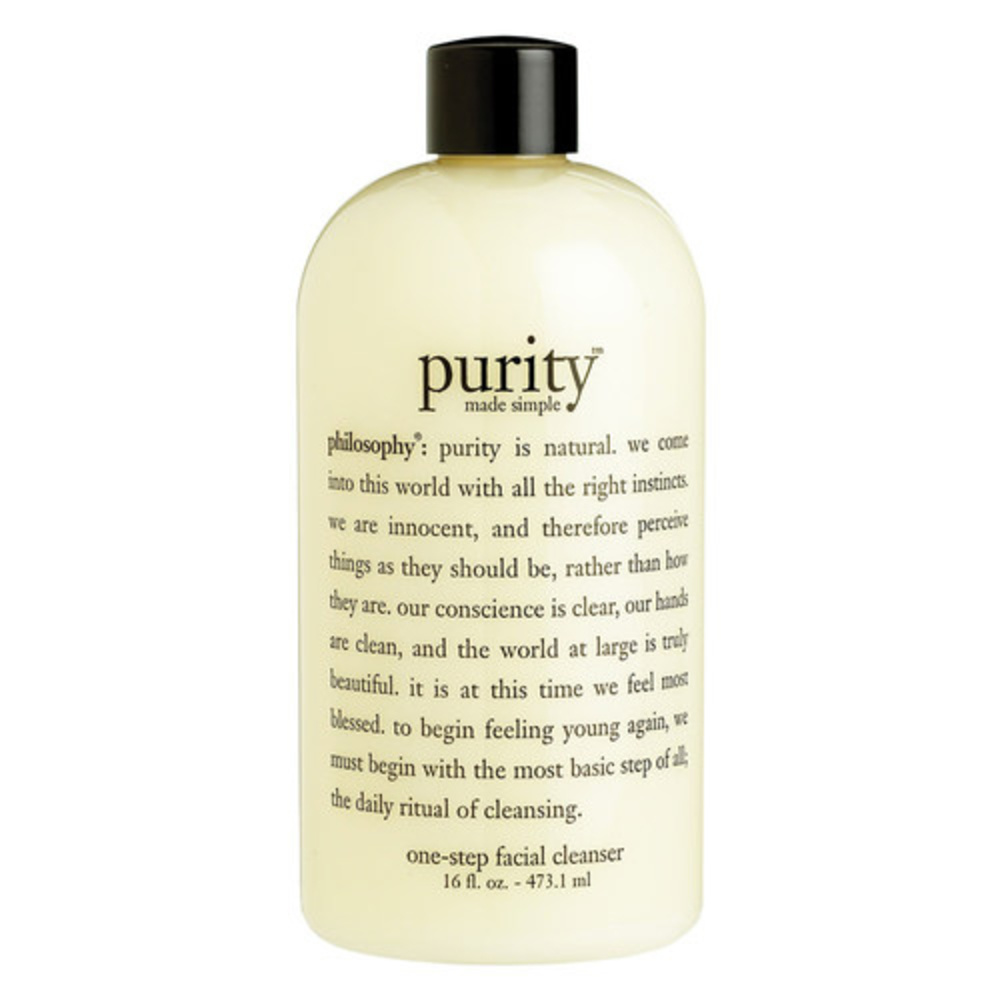 purity™
made simple
philosophy®: purity is natural. we come
into this world with all the right instincts.
we are innocent, and therefore perceive
things as they should be, rather than how
they are. our conscience is clear, our hands
are clean, and the world at large is truly
beautiful. it is at this time we feel most
blessed. to begin feeling young again, we
must begin with the most basic step of all;
the daily ritual of cleansing.
one-step facial cleanser
16 fl. oz. - 473.1 ml